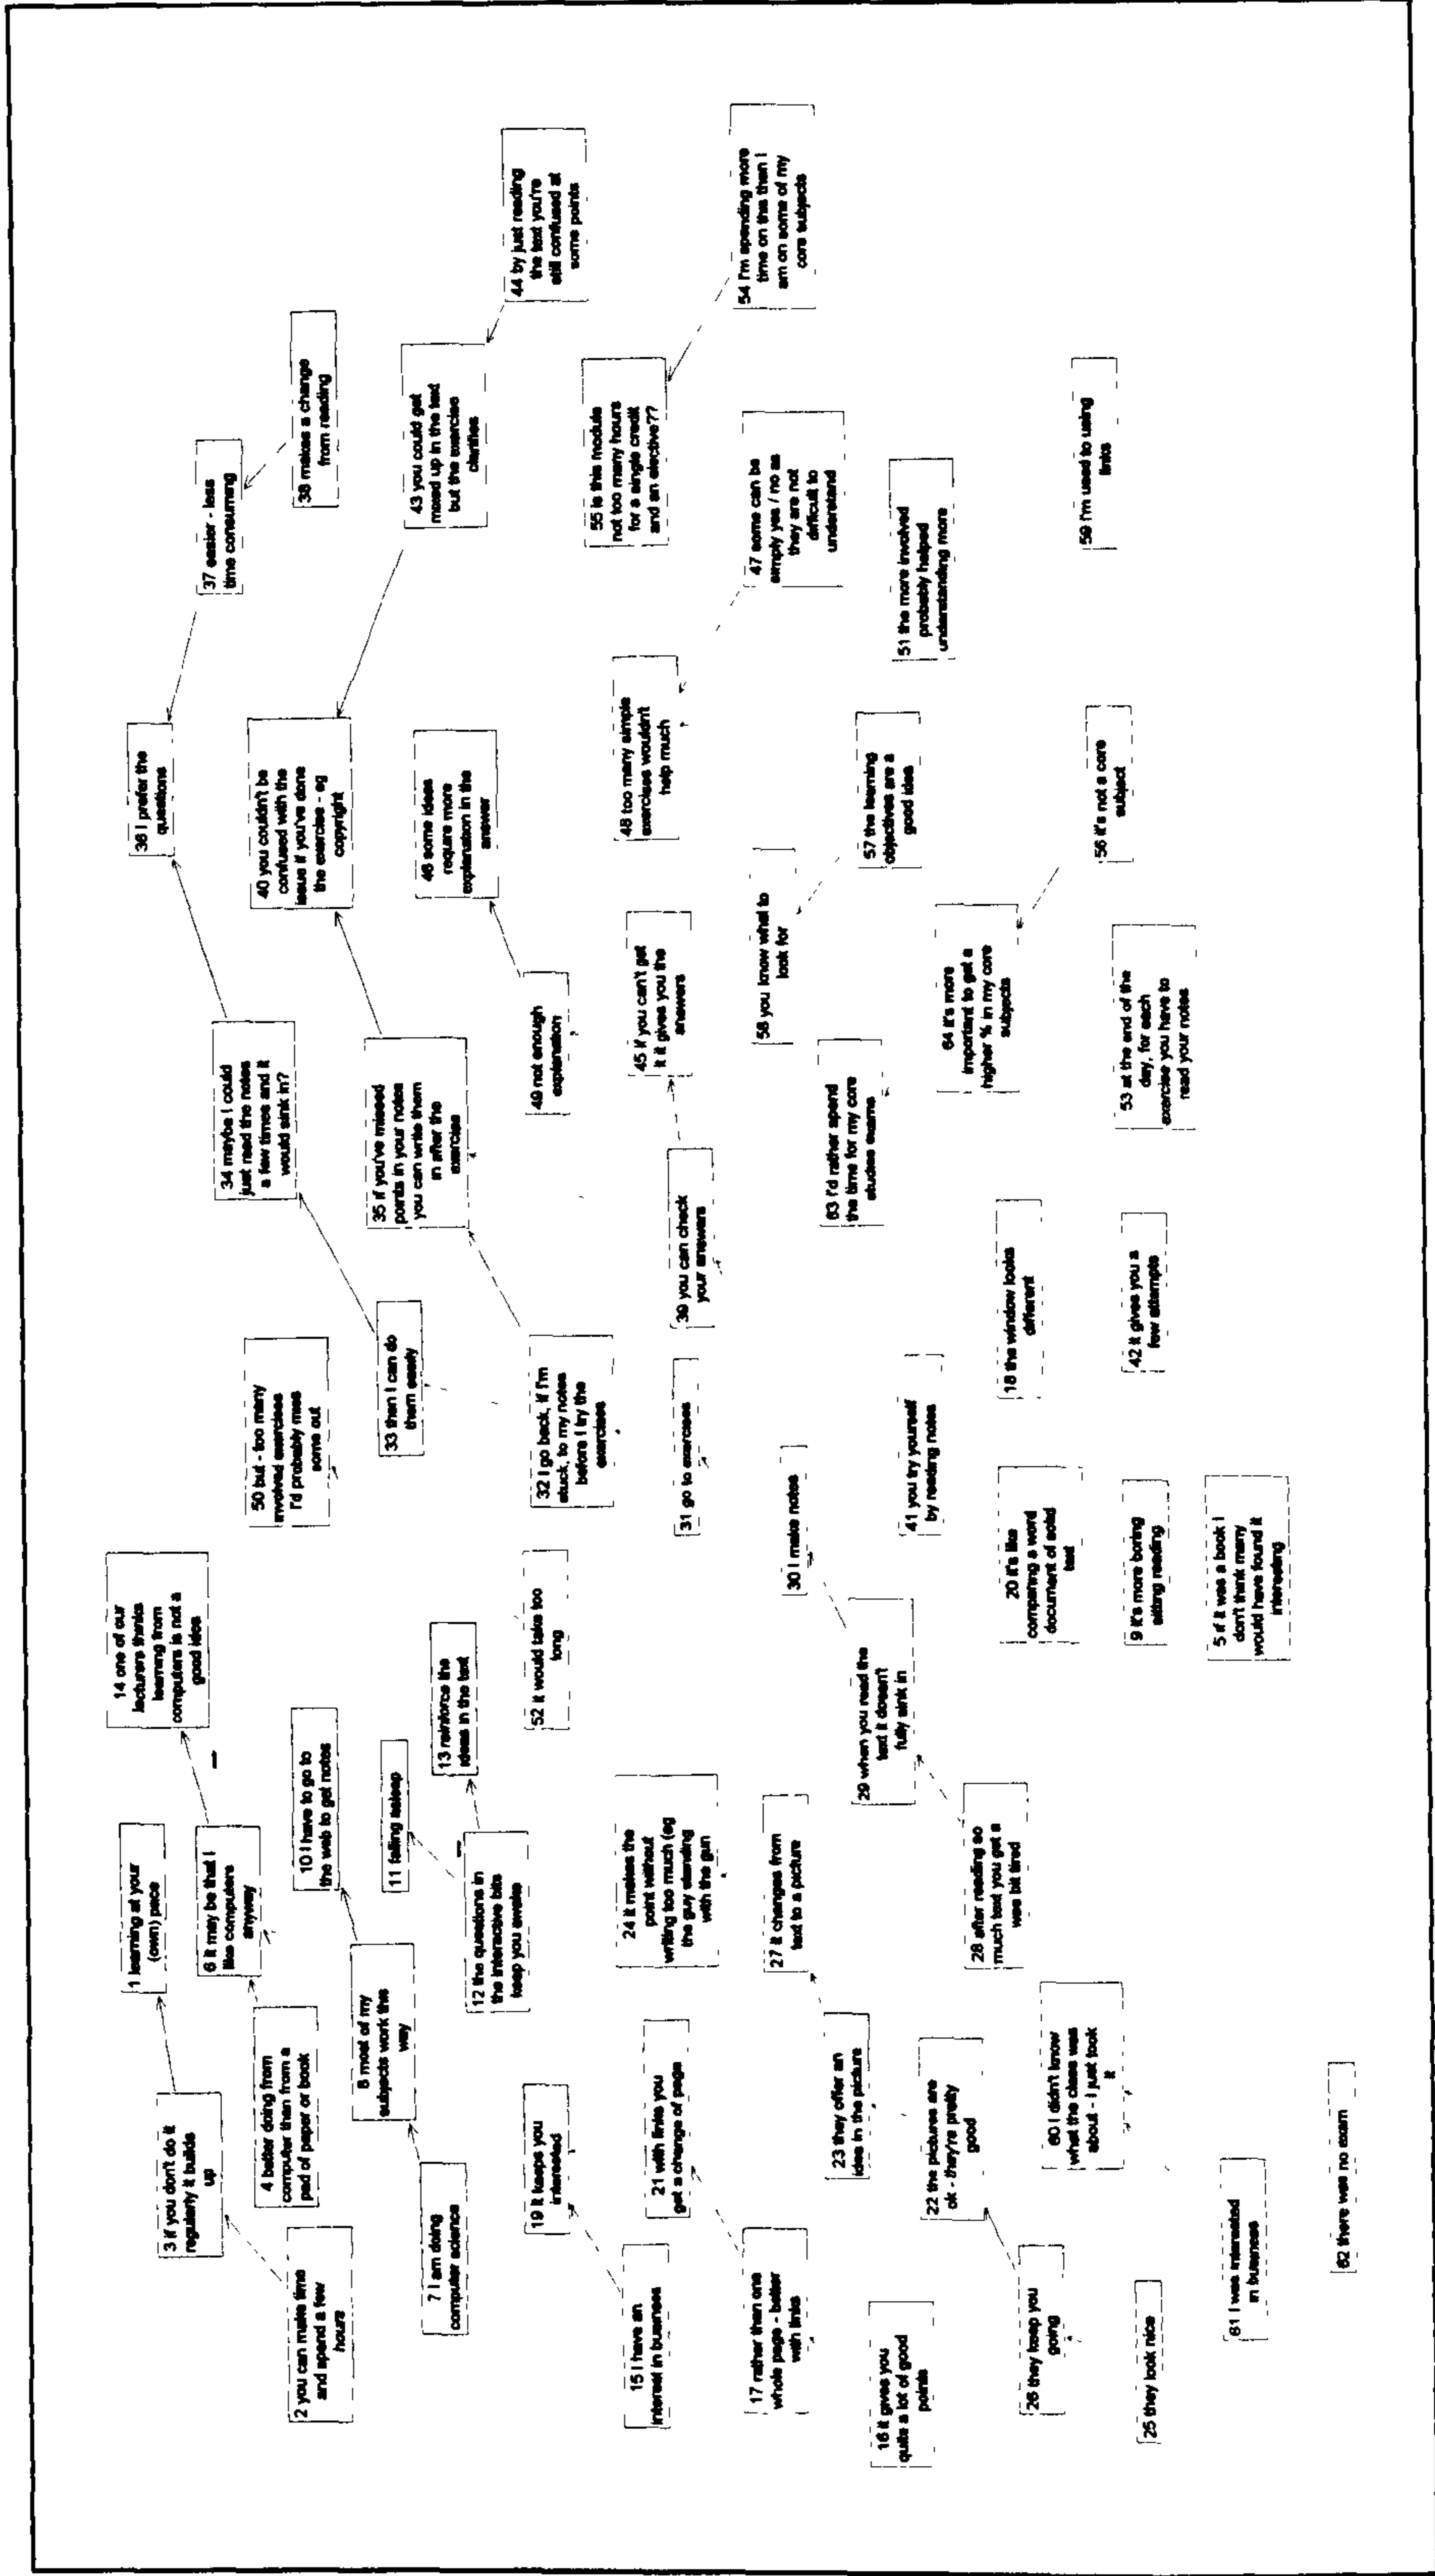 1 learning at your
(own) pace
2 you can make time
and spend a few
hours
3 if you don't do it
regularly it builds
up
4 better doing from
computer than from a
pad of paper or book
5 if it was a book I
don't think many
would have found it
interesting
6 it may be that I
like computers
anyway
7 I am doing
computer science
8 most of my
subjects work this
way
9 it's more boring
sitting reading
10 I have to go to
the web to get notes
11 falling asleep
12 the questions in
the interactive bits
keep you awake
13 reinforce the
ideas in the text
14 one of our
lecturers thinks
learning from
computers is not a
good idea
15 I have an
interest in business
16 it gives you
quite a lot of good
points
17 rather than one
whole page - better
with links
18 the window looks
different
19 it keeps you
interested
20 it's like
comparing a word
document of solid
text
21 with links you
get a change of page
22 the pictures are
ok - they're pretty
good
23 they offer an
idea in the picture
24 it makes the
point without
writing too much (eg
the guy standing
with the gun
25 they look nice
26 they keep you
going
27 it changes from
text to a picture
28 after reading so
much text you get a
was bit tired
29 when you read the
text it doesn't
fully sink in
30 I make notes
31 go to exercises
32 I go back, if I'm
stuck, to my notes
before I try the
exercises
33 then I can do
them easily
34 maybe I could
just read the notes
a few times and it
would sink in?
35 if you've missed
points in your notes
you can write them
in after the
exercise
36 I prefer the
questions
37 easier - less
time consuming
38 makes a change
from reading
39 you can check
your answers
40 you couldn't be
confused with the
issue if you've done
the exercise - eg
copyright
41 you try yourself
by reading notes
42 it gives you a
few attempts
43 you could get
mixed up in the text
but the exercise
clarifies
44 by just reading
the text you're
still confused at
some points
45 if you can't get
it it gives you the
answers
46 some ideas
require more
explanation in the
answer
47 some can be
simply yes / no as
they are not
difficult to
understand
48 too many simple
exercises wouldn't
help much
49 not enough
explanation
50 but - too many
involved exercises
I'd probably miss
some out
51 the more involved
probably helped
understanding more
52 it would take too
long
53 at the end of the
day, for each
exercise you have to
read your notes
54 I'm spending more
time on this than I
am on some of my
core subjects
55 is this module
not too many hours
for a single credit
and an elective??
56 it's not a core
subject
57 the learning
objectives are a
good idea
58 you know what to
look for
59 I'm used to using
links
60 I didn't know
what the class was
about - I just took
it
61 I was interested
in business
62 there was no exam
63 I'd rather spend
the time for my core
studies exams
64 it's more
important to get a
higher % in my core
subjects